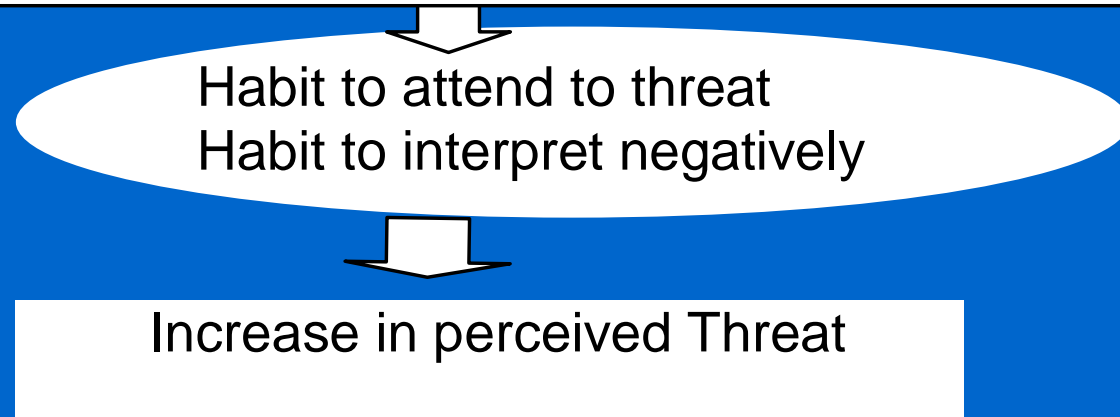 Habit to attend to threat
Habit to interpret negatively
Increase in perceived Threat